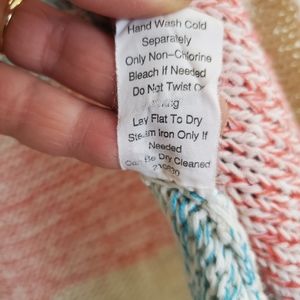 Hand Wash Cold
Separately
Only Non-Chlorine
Bleach If Needed
Do Not Twist Or
Lay Flat To Dry
Steam Iron Only If
Needed
Can Be Dry Cleaned